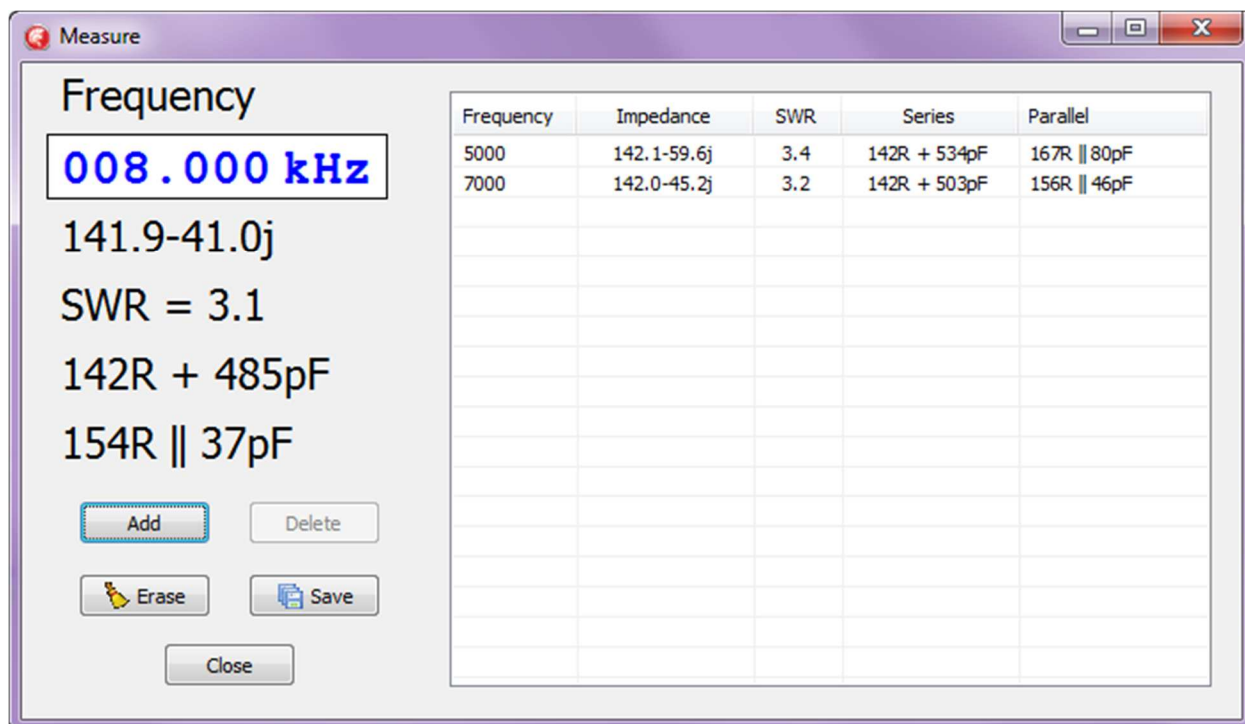 Measure
Frequency
008.000 kHz
141.9-41.0j
SWR = 3.1
142R + 485pF
154R || 37pF
Add Delete
Erase Save
Close
Frequency Impedance SWR Series Parallel
5000 142.1-59.6j 3.4 142R + 534pF 167R || 80pF
7000 142.0-45.2j 3.2 142R + 503pF 156R || 46pF